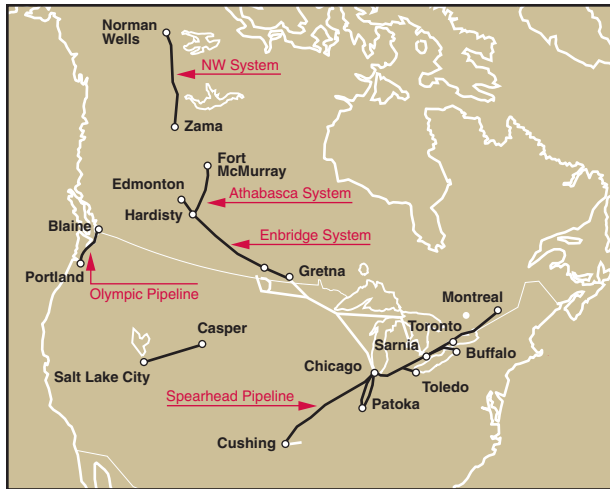 Norman
Wells
NW System
Zama
Fort
McMurray
Edmonton
Athabasca System
Hardisty
Blaine
Enbridge System
Portland
Gretna
Olympic Pipeline
Montreal
Casper
Toronto
Sarnia
Buffalo
Salt Lake City
Chicago
Toledo
Spearhead Pipeline
Patoka
Cushing